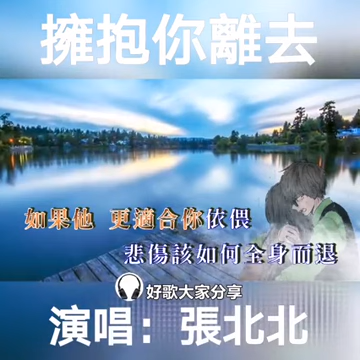 擁抱你離去
如果他 更適合你依偎
悲傷該如何全身而退
好歌大家分享
演唱：張北北